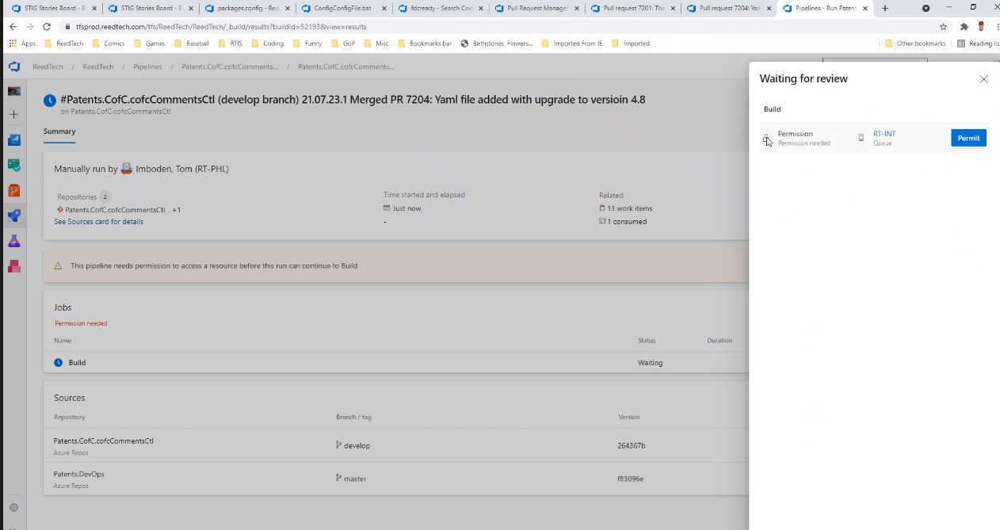 STIG Stories Board - B
STIG Stories Board - B
packages.config - Rep
ConfigConfigFile.bat -
fdcready - Search Cod
Pull Request Manager
Pull request 7201: The
Pull request 7204: Yam
Pipelines - Run Patent
tfsprod.reedtech.com/tfs/ReedTech/ReedTech/_build/results?buildId=52193&view=results
Apps ReedTech Comics Games Baseball RTIS Coding Funny Golf Misc Bookmarks bar Birthstones, Flowers... Imported From IE Imported Other bookmarks Reading lis
ReedTech / ReedTech / Pipelines / Patents.CofC.cofcComments... / Patents.CofC.cofcComments...
#Patents.CofC.cofcCommentsCtl (develop branch) 21.07.23.1 Merged PR 7204: Yaml file added with upgrade to versioin 4.8
on Patents.CofC.cofcCommentsCtl
Summary
Manually run by Imboden, Tom (RT-PHL)
Repositories 2
Patents.CofC.cofcCommentsCtl , +1
See Sources card for details
Time started and elapsed
Just now
-
Related
13 work items
1 consumed
This pipeline needs permission to access a resource before this run can continue to Build
Jobs
Permission needed
Name Status Duration
Build Waiting
Sources
Repository Branch / tag Version
Patents.CofC.cofcCommentsCtl
Azure Repos
develop
264367b
Patents.DevOps
Azure Repos
master
f83096e
Waiting for review
Build
Permission
Permission needed
RT-INT
Queue
Permit